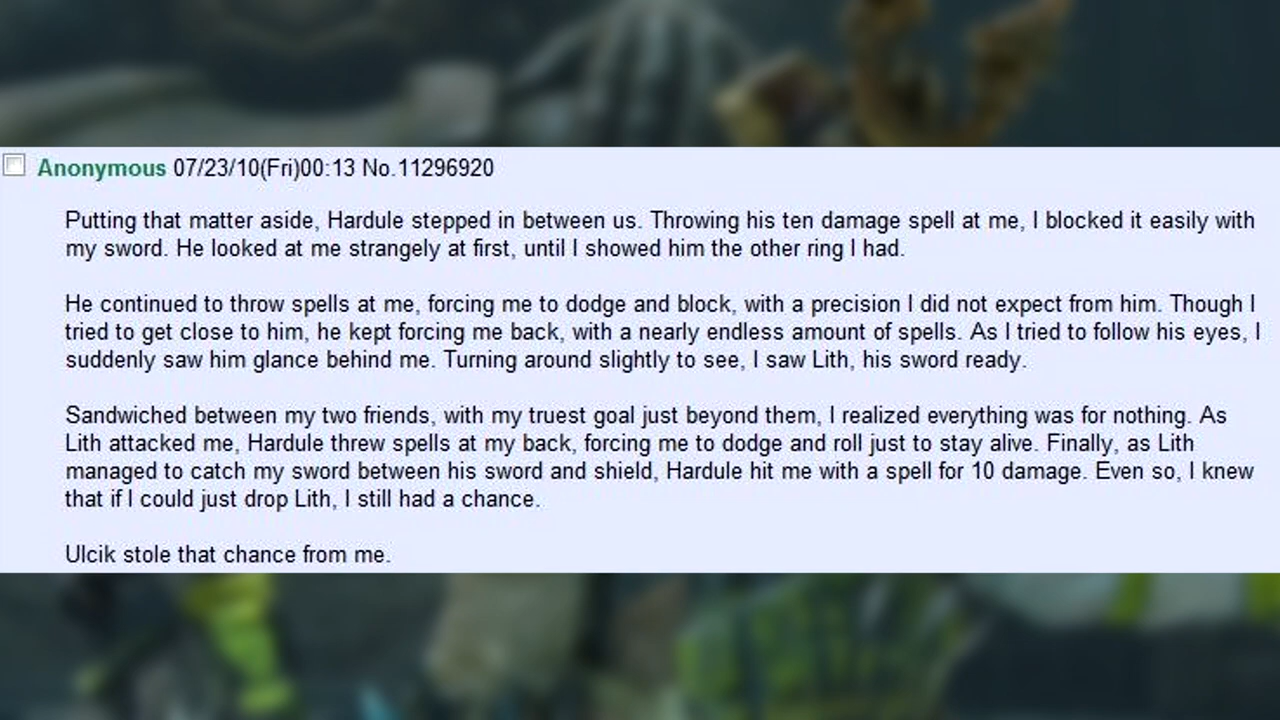 Anonymous 07/23/10(Fri)00:13 No.11296920
Putting that matter aside, Hardule stepped in between us. Throwing his ten damage spell at me, I blocked it easily with
my sword. He looked at me strangely at first, until I showed him the other ring I had.
He continued to throw spells at me, forcing me to dodge and block, with a precision I did not expect from him. Though I
tried to get close to him, he kept forcing me back, with a nearly endless amount of spells. As I tried to follow his eyes, I
suddenly saw him glance behind me. Turning around slightly to see, I saw Lith, his sword ready.
Sandwiched between my two friends, with my truest goal just beyond them, I realized everything was for nothing. As
Lith attacked me, Hardule threw spells at my back, forcing me to dodge and roll just to stay alive. Finally, as Lith
managed to catch my sword between his sword and shield, Hardule hit me with a spell for 10 damage. Even so, I knew
that if I could just drop Lith, I still had a chance.
Ulcik stole that chance from me.